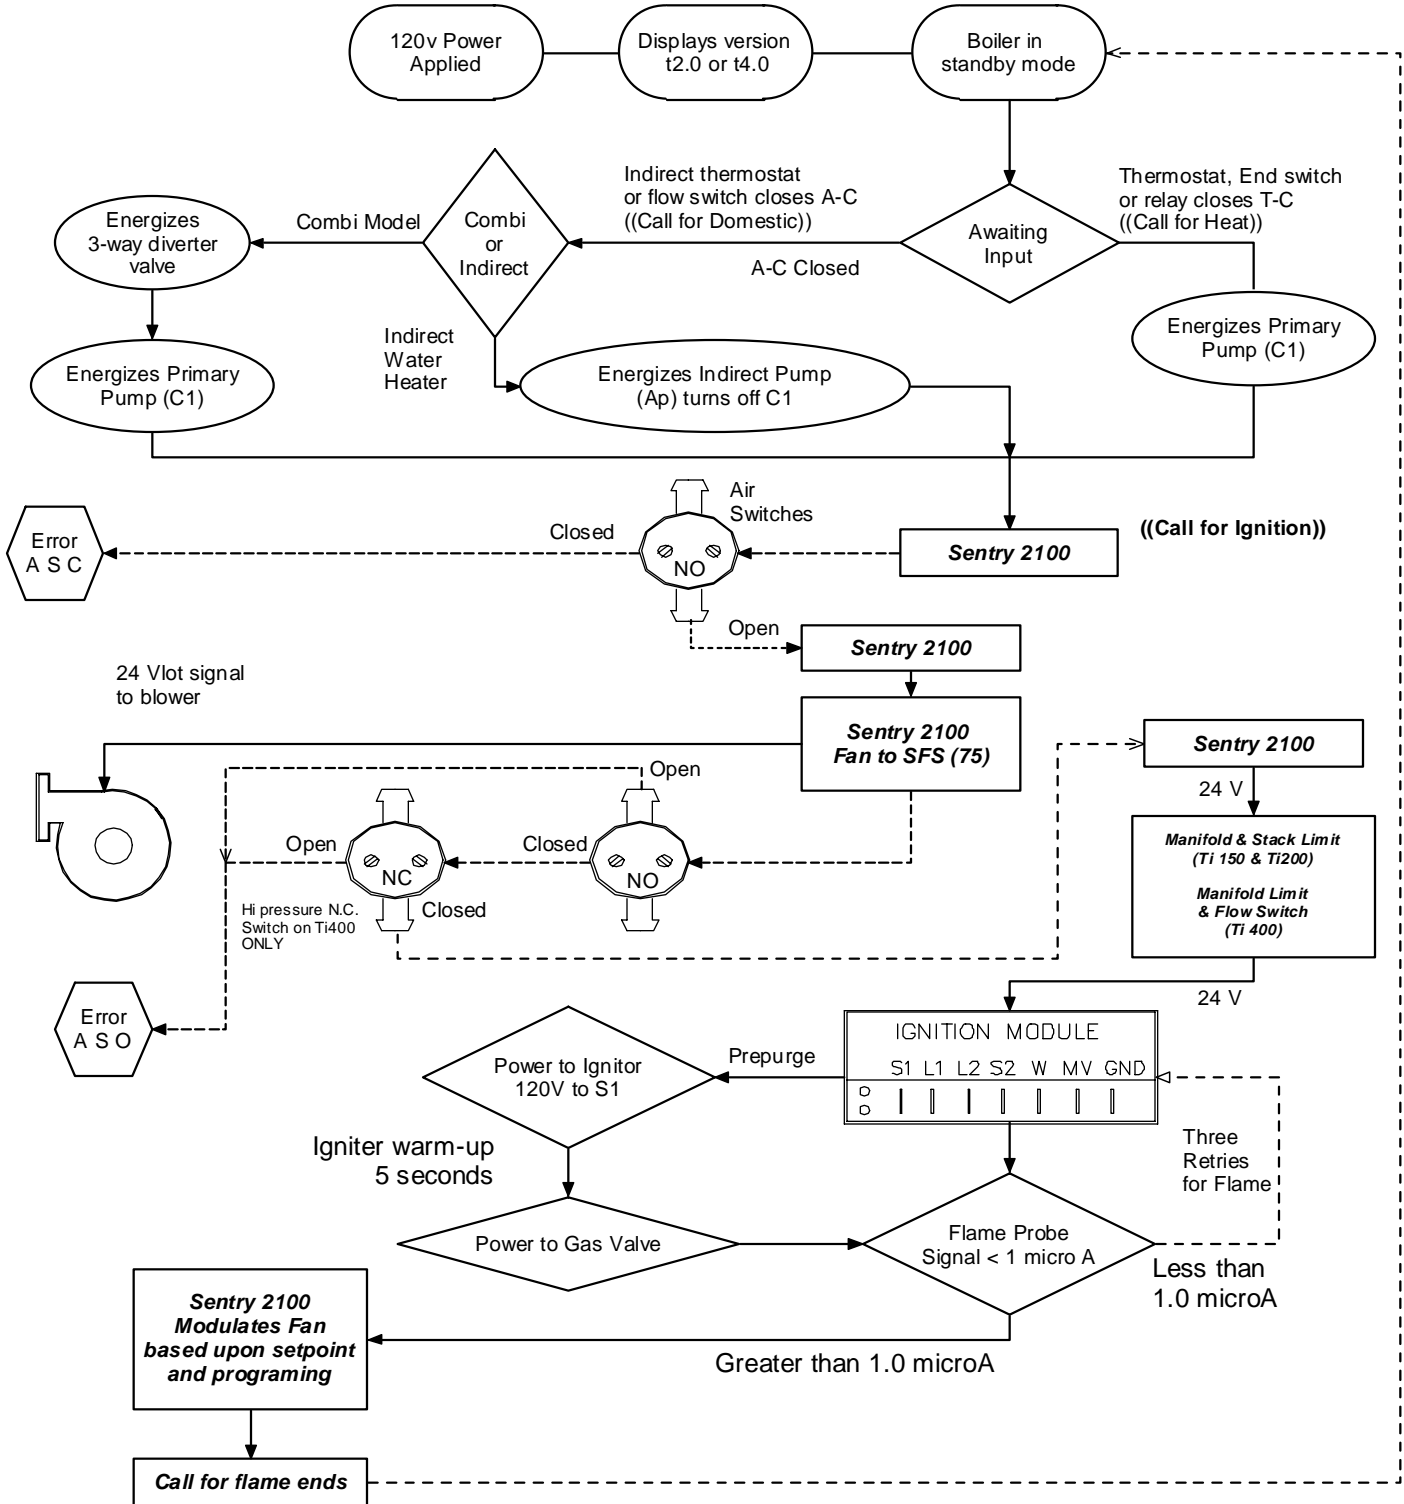 120v Power
Applied
Displays version
t2.0 or t4.0
Boiler in
standby mode
Indirect thermostat
or flow switch closes A-C
((Call for Domestic))
Thermostat, End switch
or relay closes T-C
((Call for Heat))
Energizes
3-way diverter
valve
Combi Model
Combi
or
Indirect
Awaiting
Input
A-C Closed
Indirect
Water
Heater
Energizes Primary
Pump (C1)
Energizes Primary
Pump (C1)
Energizes Indirect Pump
(Ap) turns off C1
Air
Switches
Error
A S C
Closed
NO
Sentry 2100
((Call for Ignition))
Open
Sentry 2100
24 Vlot signal
to blower
Sentry 2100
Fan to SFS (75)
Sentry 2100
Open
24 V
Open
NC
Closed
NO
Closed
Hi pressure N.C.
Switch on Ti400
ONLY
Manifold & Stack Limit
(Ti 150 & Ti200)
Manifold Limit
& Flow Switch
(Ti 400)
24 V
Error
A S O
IGNITION MODULE
S1 L1 L2 S2 W MV GND
Prepurge
Power to Ignitor
120V to S1
Igniter warm-up
5 seconds
Three
Retries
for Flame
Power to Gas Valve
Flame Probe
Signal < 1 micro A
Less than
1.0 microA
Sentry 2100
Modulates Fan
based upon setpoint
and programing
Greater than 1.0 microA
Call for flame ends